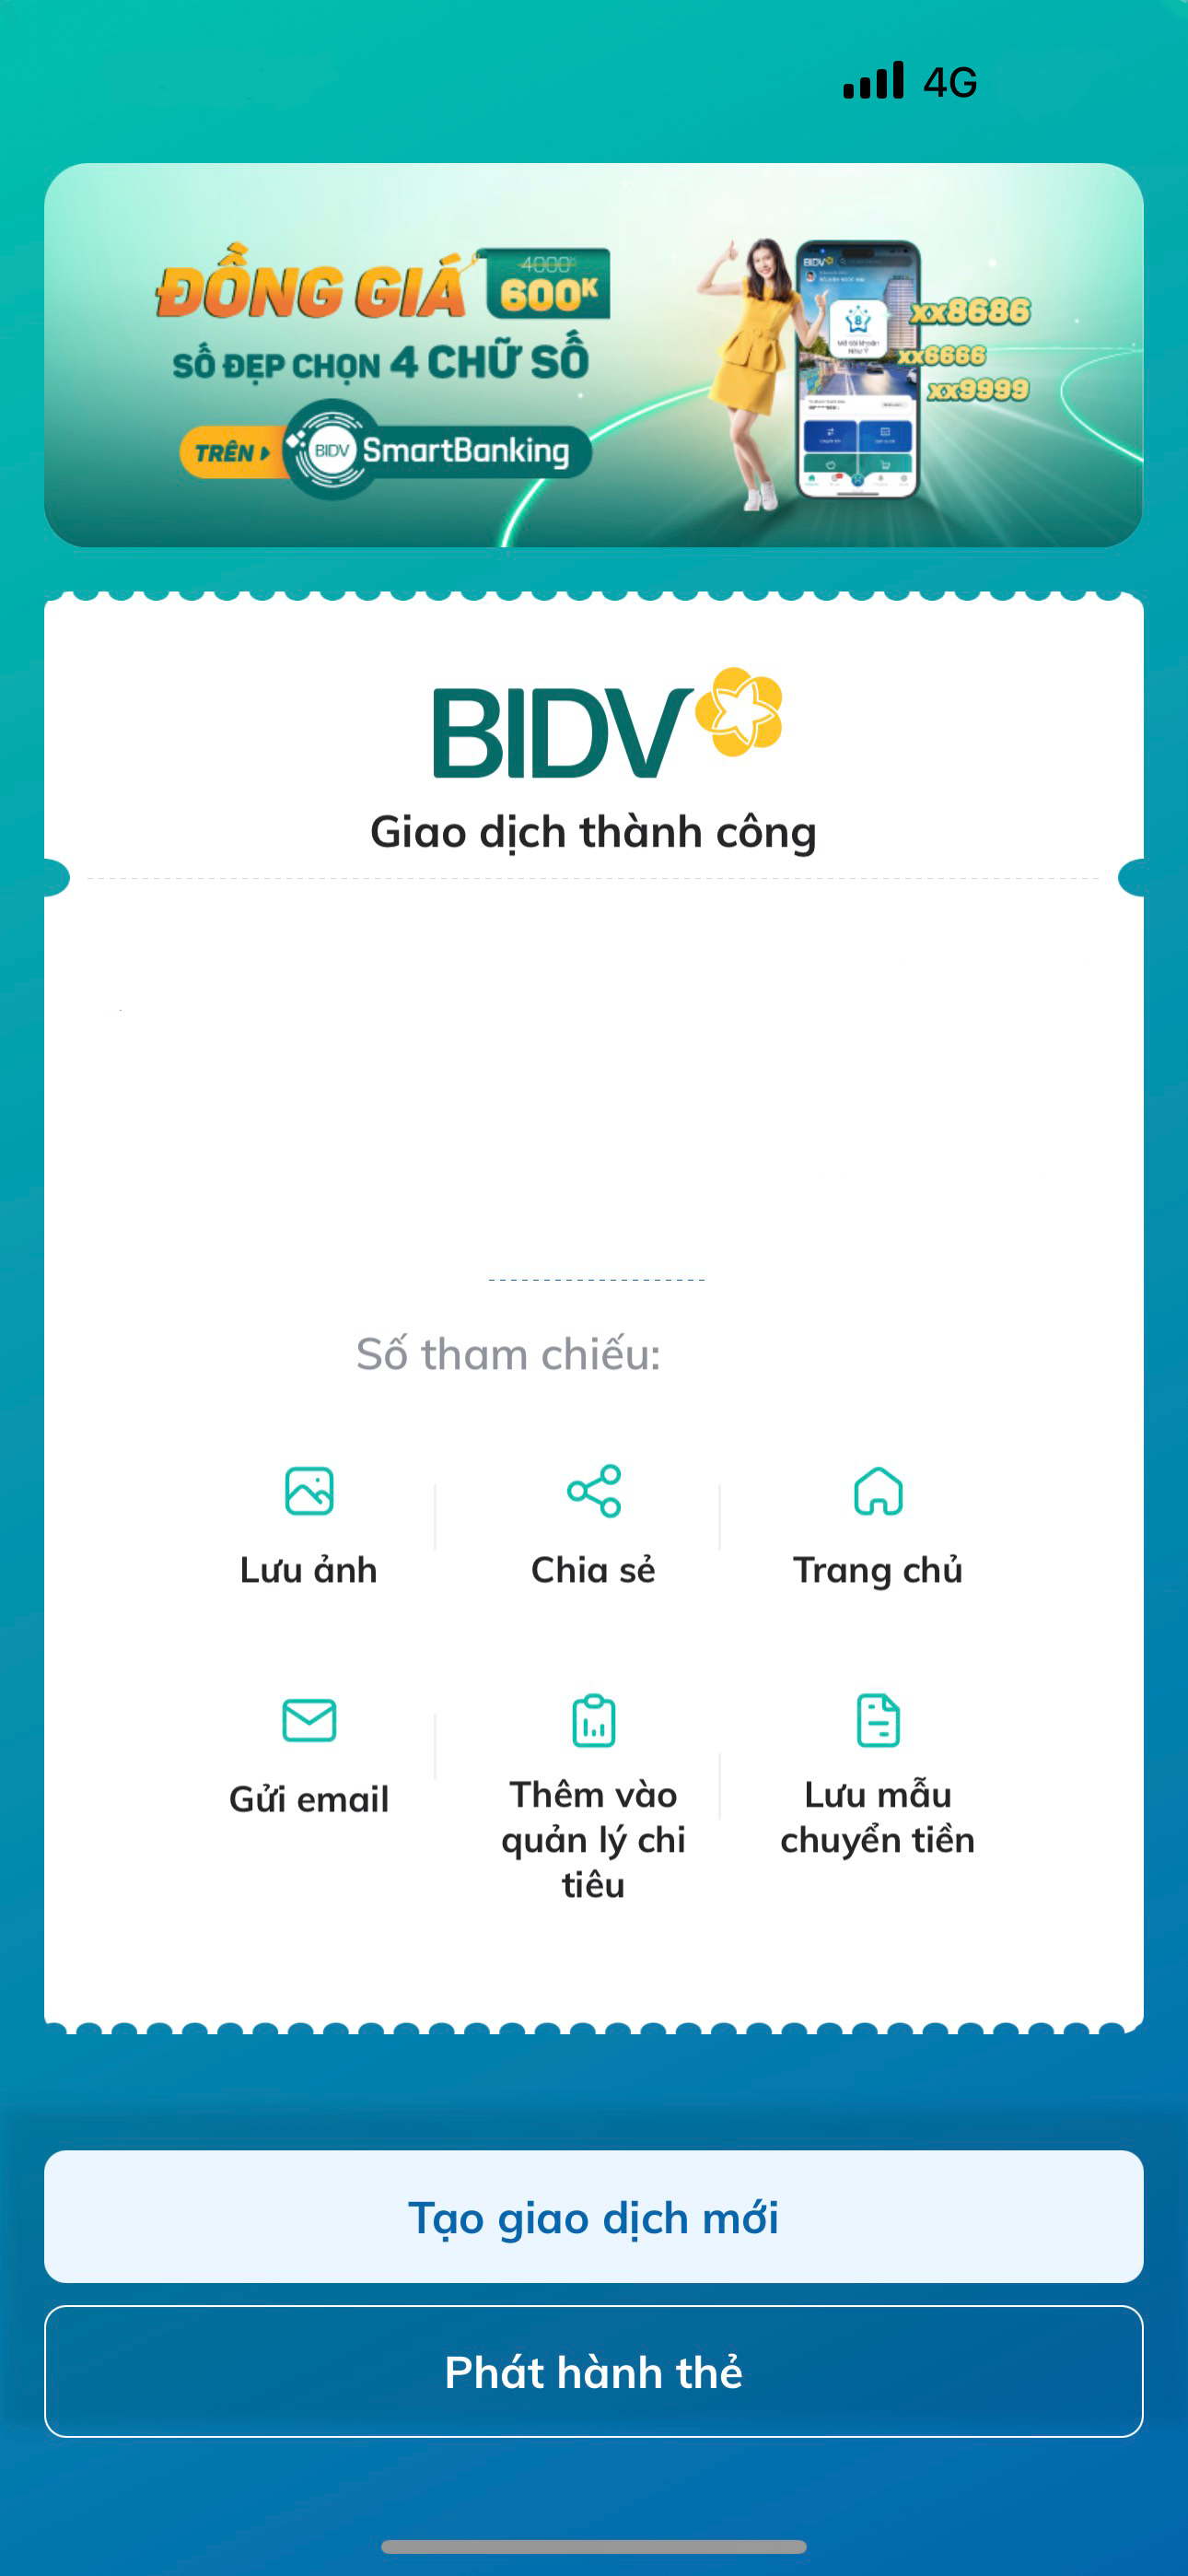 4G
ĐỒNG GIÁ 4000K
600K
SỐ ĐẸP CHỌN 4 CHỮ SỐ
TRÊN BIDV SmartBanking
BIDV
xx8686
xx6666
xx9999
BIDV
Giao dịch thành công
Số tham chiếu:
Lưu ảnh
Chia sẻ
Trang chủ
Gửi email
Thêm vào
quản lý chi
tiêu
Lưu mẫu
chuyển tiền
Tạo giao dịch mới
Phát hành thẻ